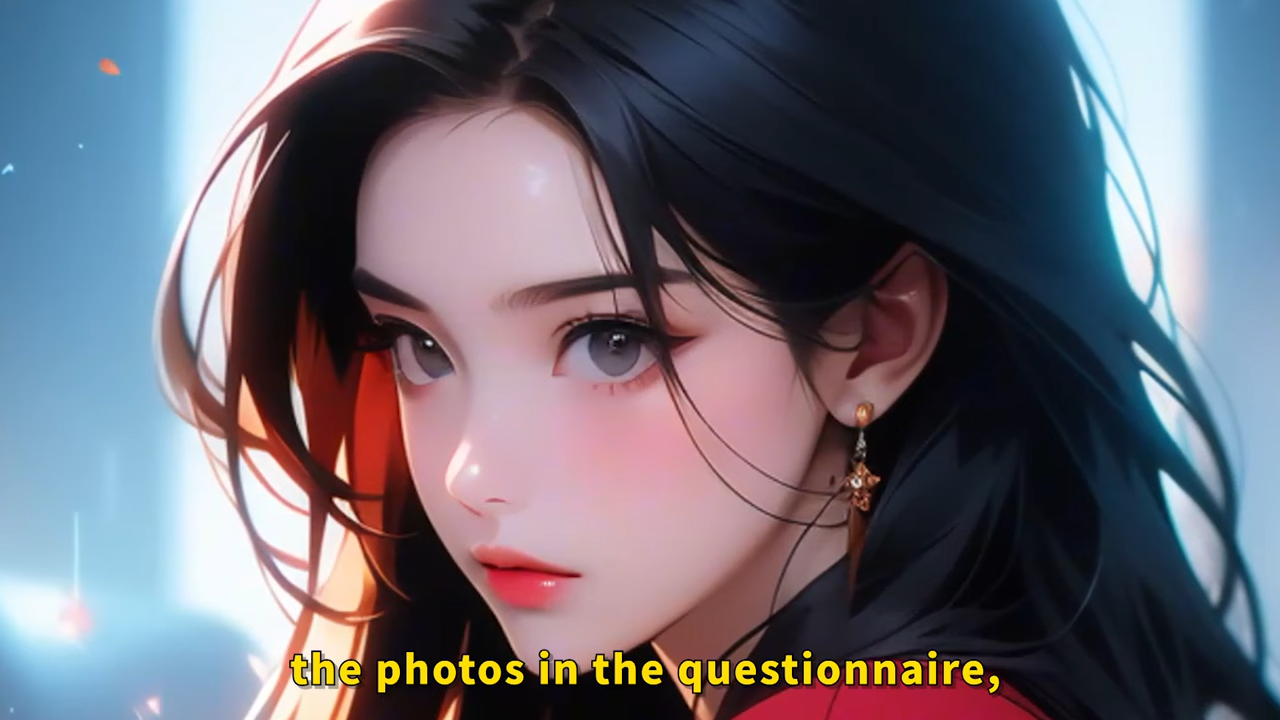 the photos in the questionnaire,